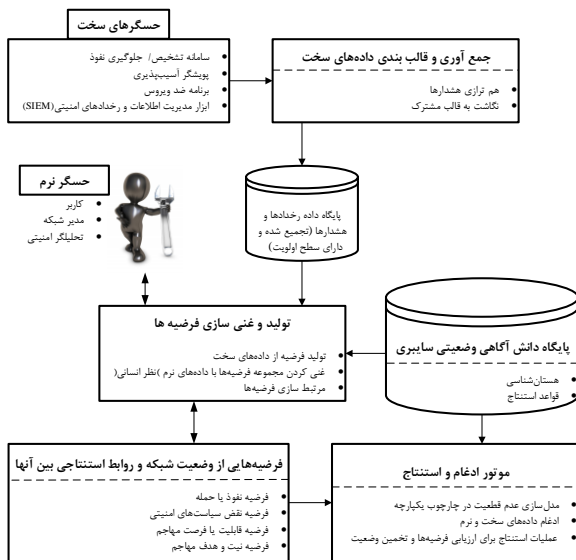 حسگرهای سخت
سامانه تشخیص/ جلوگیری نفوذ
پویشگر آسیب‌پذیری
برنامه ضد ویروس
ابزار مدیریت اطلاعات و رخدادهای امنیتی(SIEM)
جمع آوری و قالب بندی داده‌های سخت
هم ترازی هشدارها
نگاشت به قالب مشترک
حسگر نرم
کاربر
مدیر شبکه
تحلیلگر امنیتی
پایگاه داده رخدادها و
هشدارها (تجمیع شده و
دارای سطح اولویت)
تولید و غنی سازی فرضیه ها
تولید فرضیه از داده‌های سخت
غنی کردن مجموعه فرضیه‌ها با داده‌های نرم )نظر انسانی(
مرتبط سازی فرضیه‌ها
پایگاه دانش آگاهی وضعیتی سایبری
هستان‌شناسی
قواعد استنتاج
فرضیه‌هایی از وضعیت شبکه و روابط استنتاجی بین آنها
فرضیه نفوذ یا حمله
فرضیه نقض سیاست‌های امنیتی
فرضیه قابلیت یا فرصت مهاجم
فرضیه نیت و هدف مهاجم
موتور ادغام و استنتاج
مدل‌سازی عدم قطعیت در چارچوب یکپارچه
ادغام داده‌های سخت و نرم
عملیات استنتاج برای ارزیابی فرضیه‌ها و تخمین وضعیت